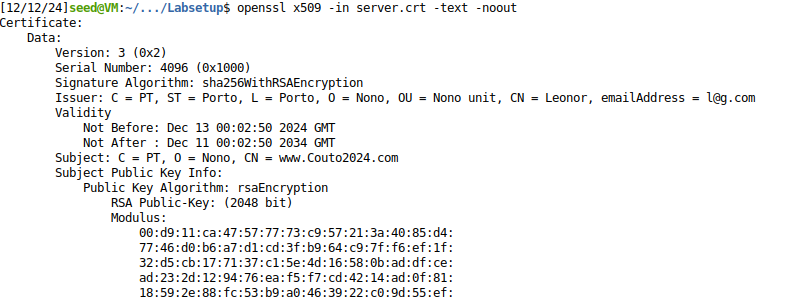 [12/12/24]seed@VM:~/.../Labsetup$ openssl x509 -in server.crt -text -noout
Certificate:
    Data:
        Version: 3 (0x2)
        Serial Number: 4096 (0x1000)
        Signature Algorithm: sha256WithRSAEncryption
        Issuer: C = PT, ST = Porto, L = Porto, O = Nono, OU = Nono unit, CN = Leonor, emailAddress = l@g.com
        Validity
            Not Before: Dec 13 00:02:50 2024 GMT
            Not After : Dec 11 00:02:50 2034 GMT
        Subject: C = PT, O = Nono, CN = www.Couto2024.com
        Subject Public Key Info:
            Public Key Algorithm: rsaEncryption
                RSA Public-Key: (2048 bit)
                Modulus:
                    00:d9:11:ca:47:57:77:73:c9:57:21:3a:40:85:d4:
                    77:46:d0:b6:a7:d1:cd:3f:b9:64:c9:7f:f6:ef:1f:
                    32:d5:cb:17:71:37:c1:5e:4d:16:58:0b:ad:df:ce:
                    ad:23:2d:12:94:76:ea:f5:f7:cd:42:14:ad:0f:81:
                    18:59:2e:88:fc:53:b9:a0:46:39:22:c0:9d:55:ef: